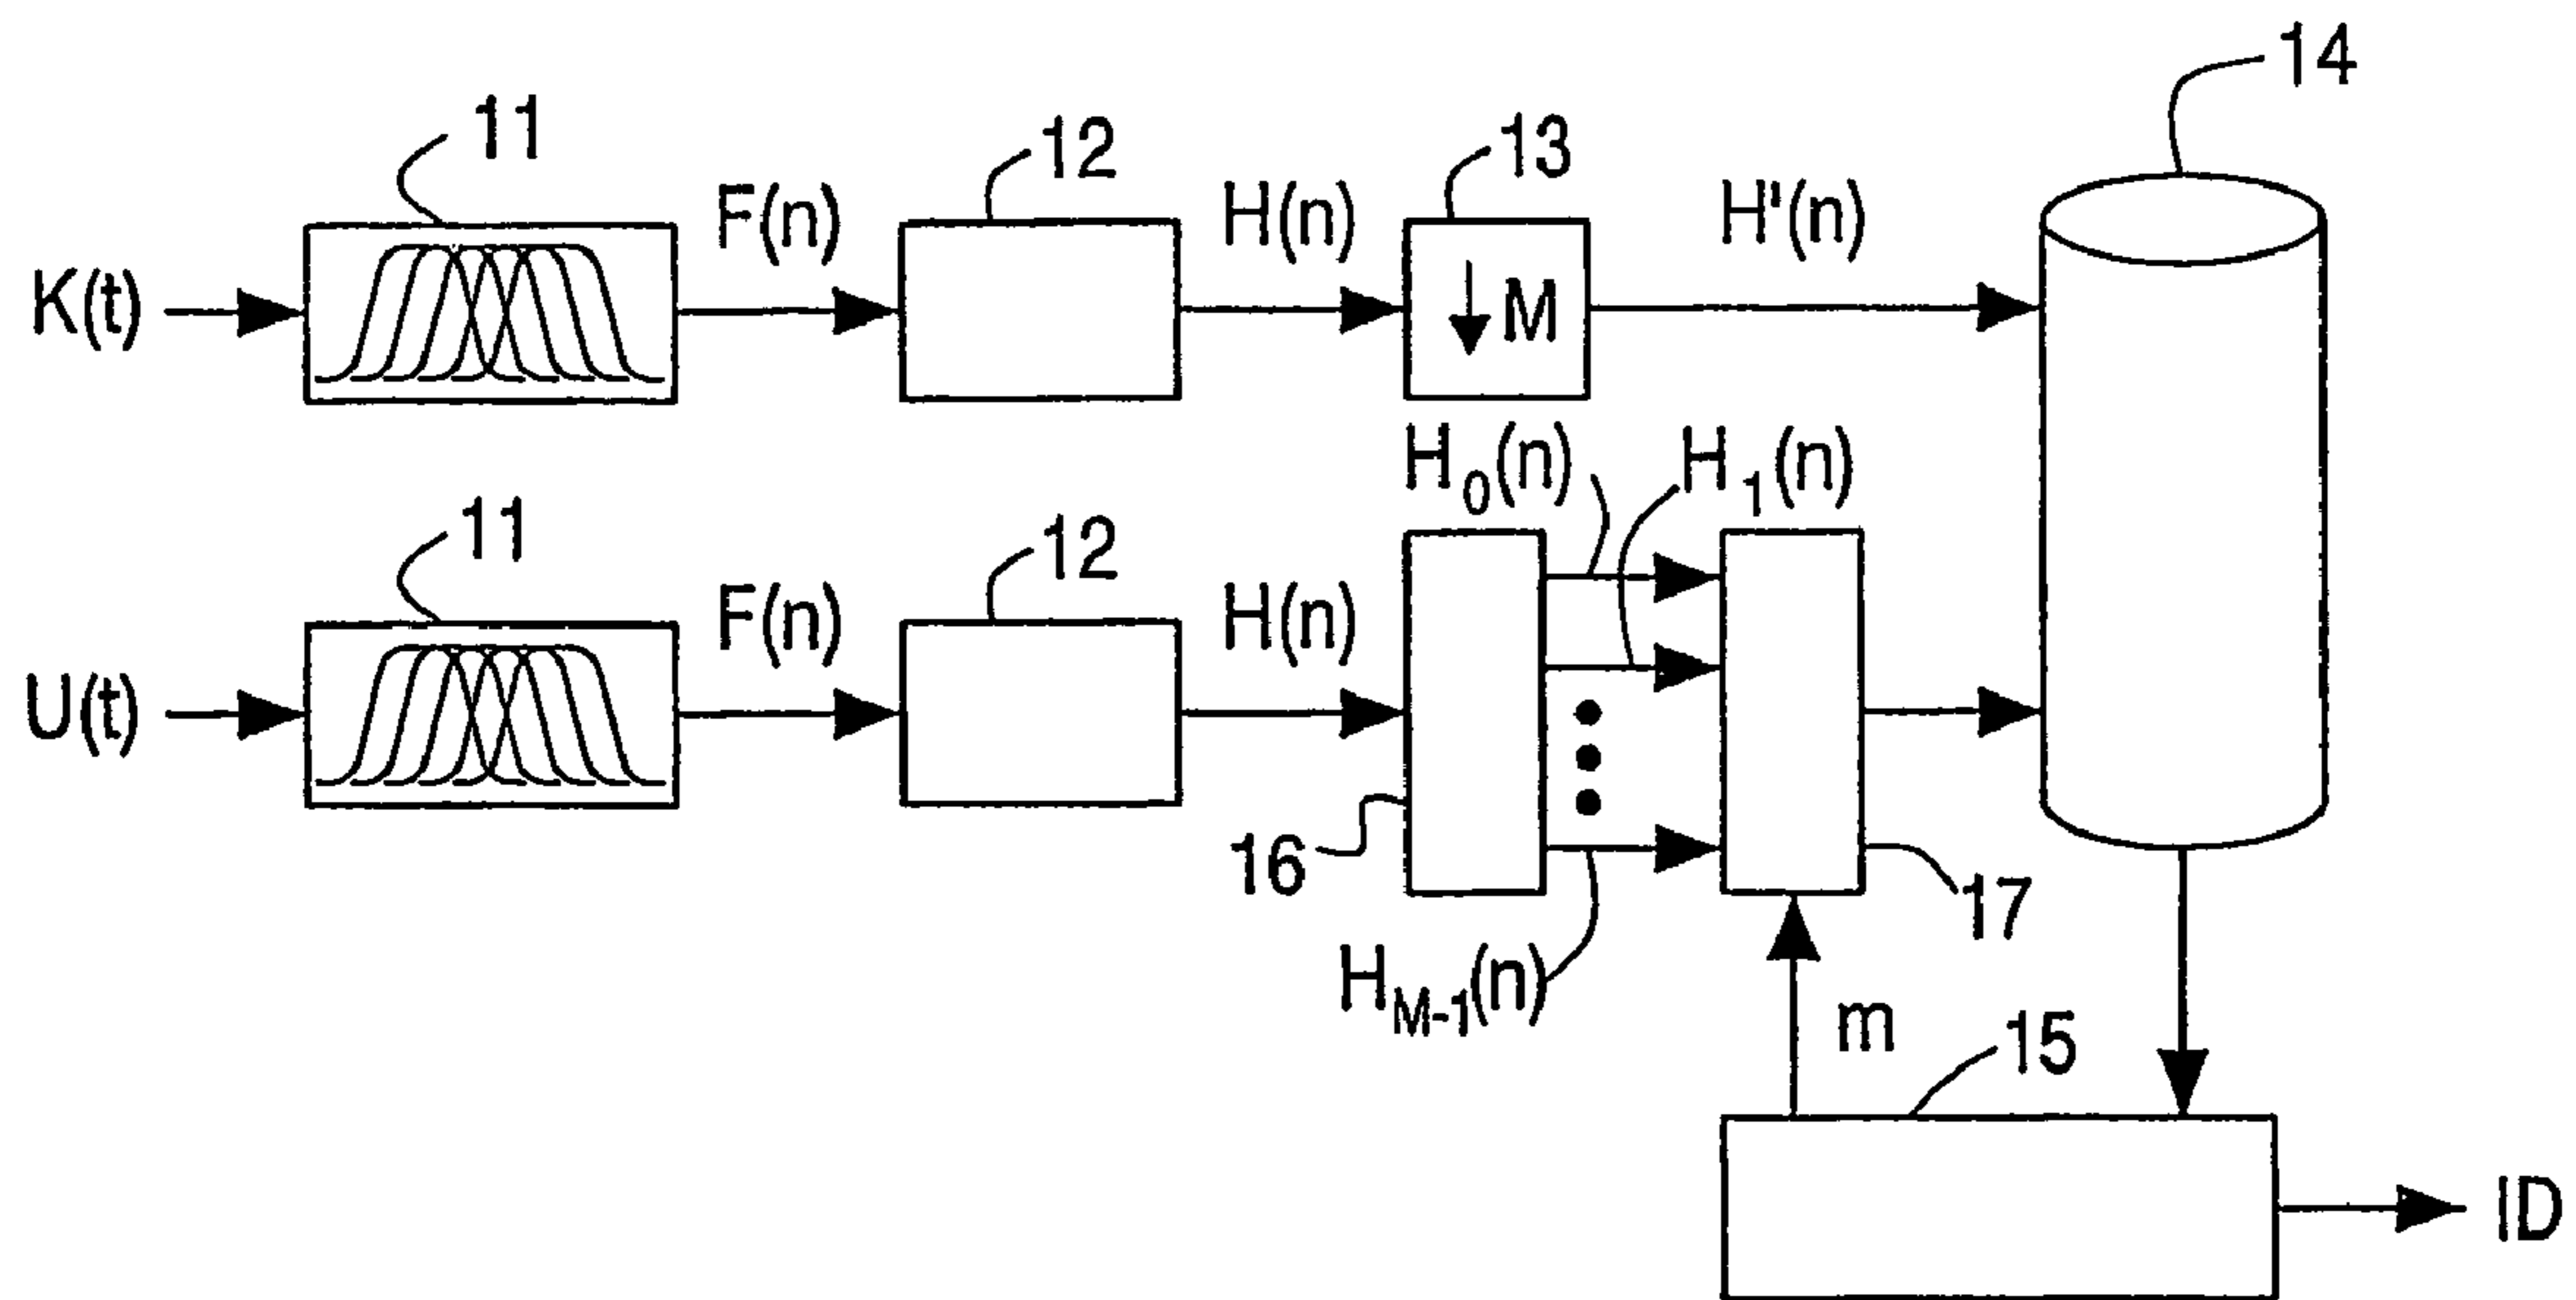 14
11
12
13
K(t)
F(n)
H(n)
↓ M
H'(n)
H0(n)
H1(n)
11
12
U(t)
F(n)
H(n)
16
17
HM-1(n)
m
15
ID